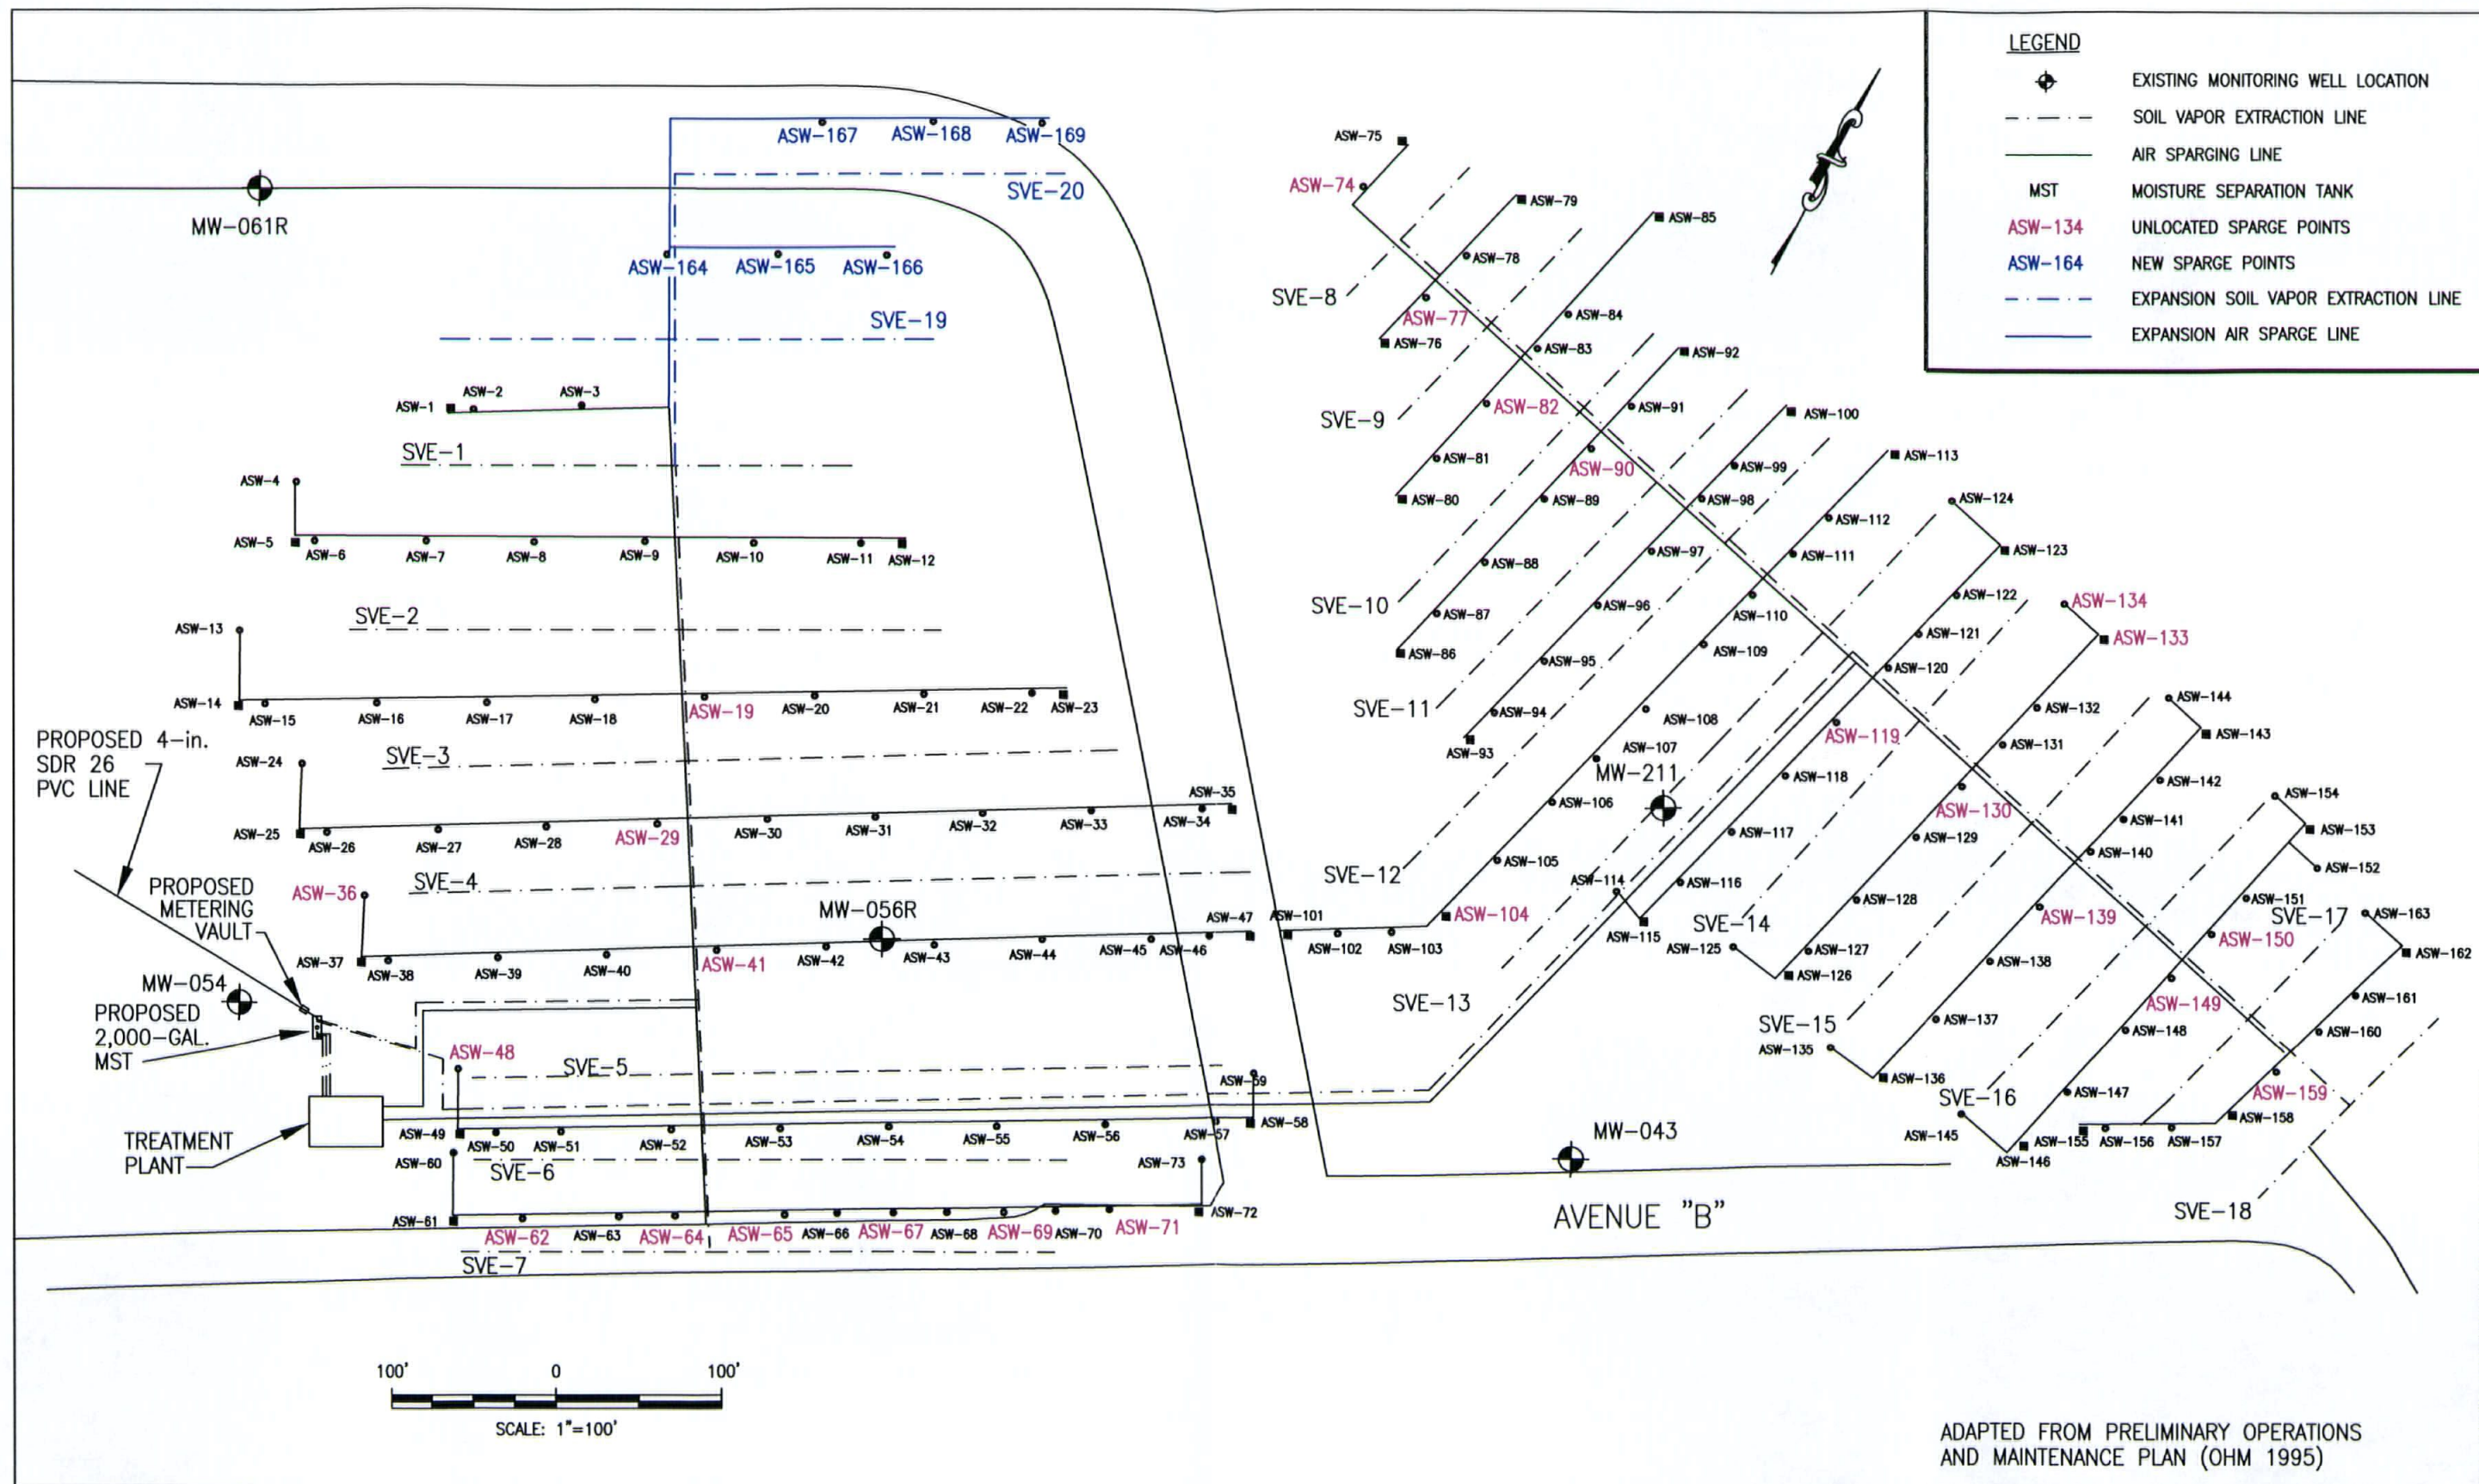 LEGEND
EXISTING MONITORING WELL LOCATION
SOIL VAPOR EXTRACTION LINE
AIR SPARGING LINE
MST MOISTURE SEPARATION TANK
ASW-134 UNLOCATED SPARGE POINTS
ASW-164 NEW SPARGE POINTS
EXPANSION SOIL VAPOR EXTRACTION LINE
EXPANSION AIR SPARGE LINE
ASW-167 ASW-168 ASW-169
SVE-20
MW-061R
ASW-164 ASW-165 ASW-166
SVE-19
ASW-1 ASW-2 ASW-3
SVE-1
ASW-4
ASW-5 ASW-6 ASW-7 ASW-8 ASW-9 ASW-10 ASW-11 ASW-12
SVE-2
ASW-13
ASW-14 ASW-15 ASW-16 ASW-17 ASW-18 ASW-19 ASW-20 ASW-21 ASW-22 ASW-23
PROPOSED 4-in.
SDR 26
PVC LINE
SVE-3
ASW-24
ASW-25 ASW-26 ASW-27 ASW-28 ASW-29 ASW-30 ASW-31 ASW-32 ASW-33 ASW-34 ASW-35
SVE-4
ASW-36
PROPOSED
METERING
VAULT
MW-056R
ASW-37 ASW-38 ASW-39 ASW-40 ASW-41 ASW-42 ASW-43 ASW-44 ASW-45 ASW-46 ASW-47
MW-054
PROPOSED
2,000-GAL.
MST
ASW-48
SVE-5
ASW-59
ASW-49 ASW-50 ASW-51 ASW-52 ASW-53 ASW-54 ASW-55 ASW-56 ASW-57 ASW-58
TREATMENT
PLANT
ASW-60
SVE-6
ASW-73
ASW-61 ASW-62 ASW-63 ASW-64 ASW-65 ASW-66 ASW-67 ASW-68 ASW-69 ASW-70 ASW-71 ASW-72
SVE-7
ASW-75
ASW-74
SVE-8
ASW-79
ASW-78
ASW-77
ASW-76
SVE-9
ASW-85
ASW-84
ASW-83
ASW-82
ASW-81
ASW-80
SVE-10
ASW-92
ASW-91
ASW-90
ASW-89
ASW-88
ASW-87
ASW-86
SVE-11
ASW-100
ASW-99
ASW-98
ASW-97
ASW-96
ASW-95
ASW-94
ASW-93
SVE-12
ASW-113
ASW-112
ASW-111
ASW-110
ASW-109
ASW-108
ASW-107
MW-211
ASW-106
ASW-105
ASW-104
ASW-101 ASW-102 ASW-103
SVE-13
ASW-124
ASW-123
ASW-122
ASW-121
ASW-120
ASW-119
ASW-118
ASW-117
ASW-116
ASW-114
ASW-115
SVE-14
ASW-134
ASW-133
ASW-132
ASW-131
ASW-130
ASW-129
ASW-128
ASW-127
ASW-125
ASW-126
SVE-15
ASW-144
ASW-143
ASW-142
ASW-141
ASW-140
ASW-139
ASW-138
ASW-137
ASW-135
ASW-136
SVE-16
ASW-154
ASW-153
ASW-152
ASW-151
ASW-150
ASW-149
ASW-148
ASW-147
ASW-145
ASW-146
SVE-17
ASW-163
ASW-162
ASW-161
ASW-160
ASW-159
ASW-158
ASW-155 ASW-156 ASW-157
SVE-18
MW-043
AVENUE "B"
100' 0 100'
SCALE: 1"=100'
ADAPTED FROM PRELIMINARY OPERATIONS
AND MAINTENANCE PLAN (OHM 1995)